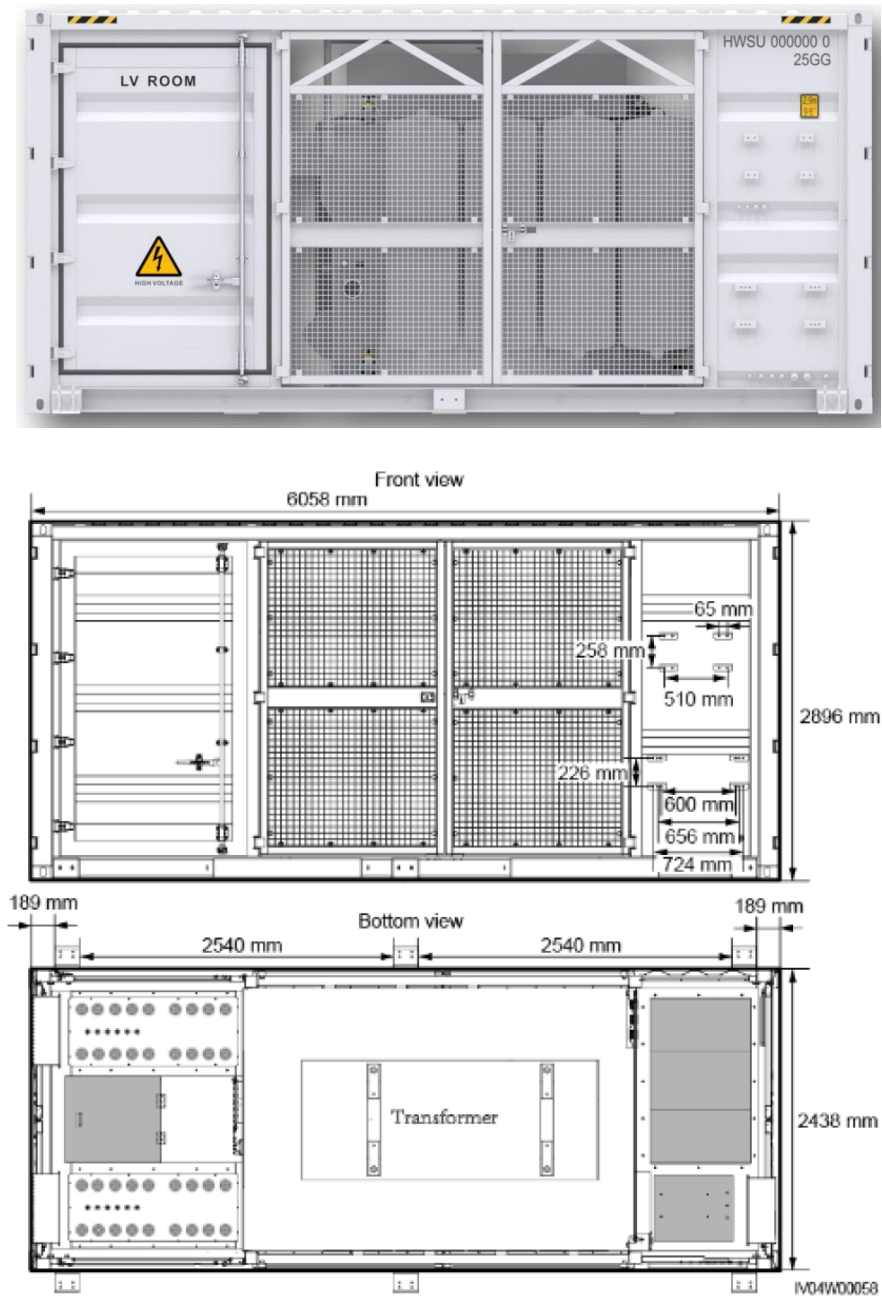 HWSU 000000 0
25GG
LV ROOM
HIGH VOLTAGE
Front view
6058 mm
65 mm
258 mm
510 mm
2896 mm
226 mm
600 mm
656 mm
724 mm
189 mm
Bottom view
189 mm
2540 mm
2540 mm
Transformer
2438 mm
IV04W00058